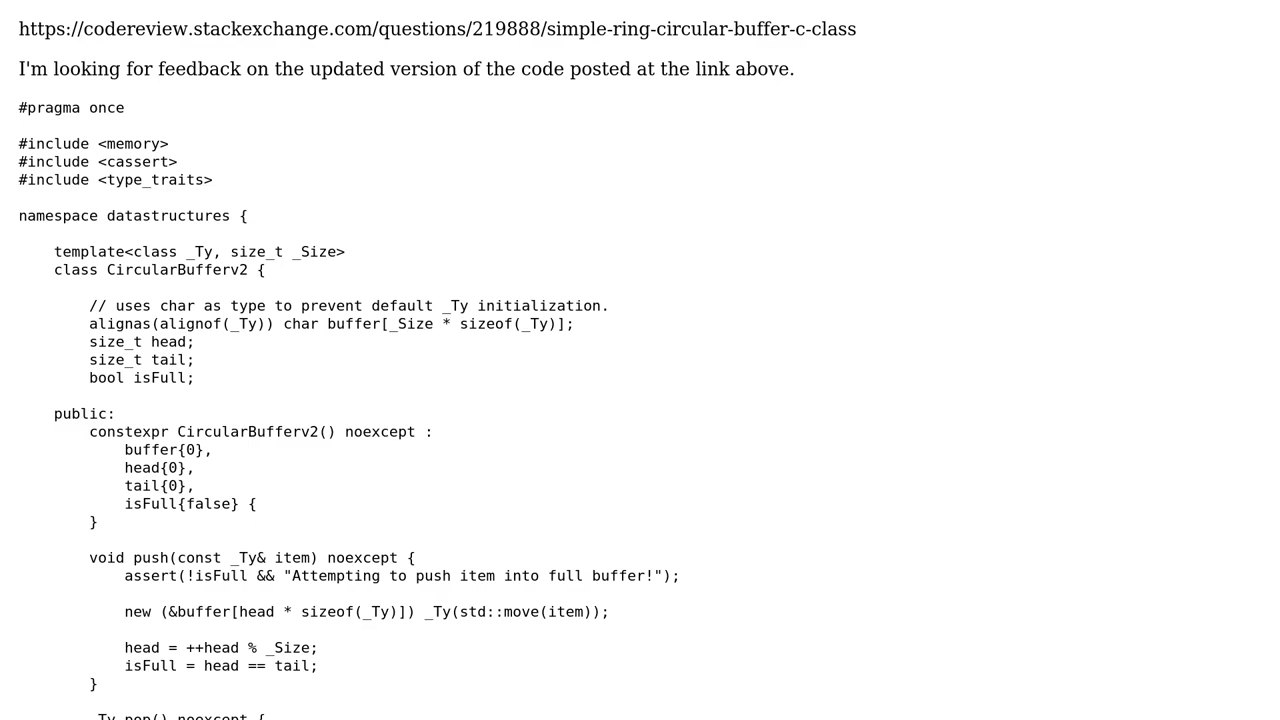 https://codereview.stackexchange.com/questions/219888/simple-ring-circular-buffer-c-class
I'm looking for feedback on the updated version of the code posted at the link above.
#pragma once
#include <memory>
#include <cassert>
#include <type_traits>
namespace datastructures {
    template<class _Ty, size_t _Size>
    class CircularBufferv2 {
        // uses char as type to prevent default _Ty initialization.
        alignas(alignof(_Ty)) char buffer[_Size * sizeof(_Ty)];
        size_t head;
        size_t tail;
        bool isFull;
    public:
        constexpr CircularBufferv2() noexcept :
            buffer{0},
            head{0},
            tail{0},
            isFull{false} {
        }
        void push(const _Ty& item) noexcept {
            assert(!isFull && "Attempting to push item into full buffer!");
            new (&buffer[head * sizeof(_Ty)]) _Ty(std::move(item));
            head = ++head % _Size;
            isFull = head == tail;
        }
        _Ty pop() noexcept {